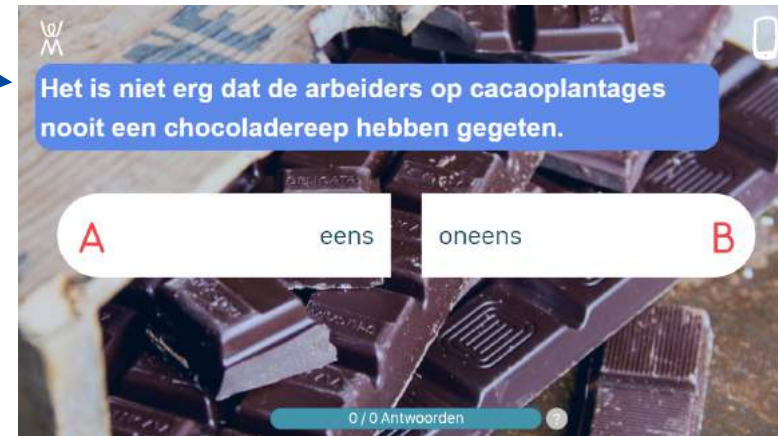 Het is niet erg dat de arbeiders op cacaoplantages
nooit een chocoladereep hebben gegeten.
A eens oneens B
0 / 0 Antwoorden ?